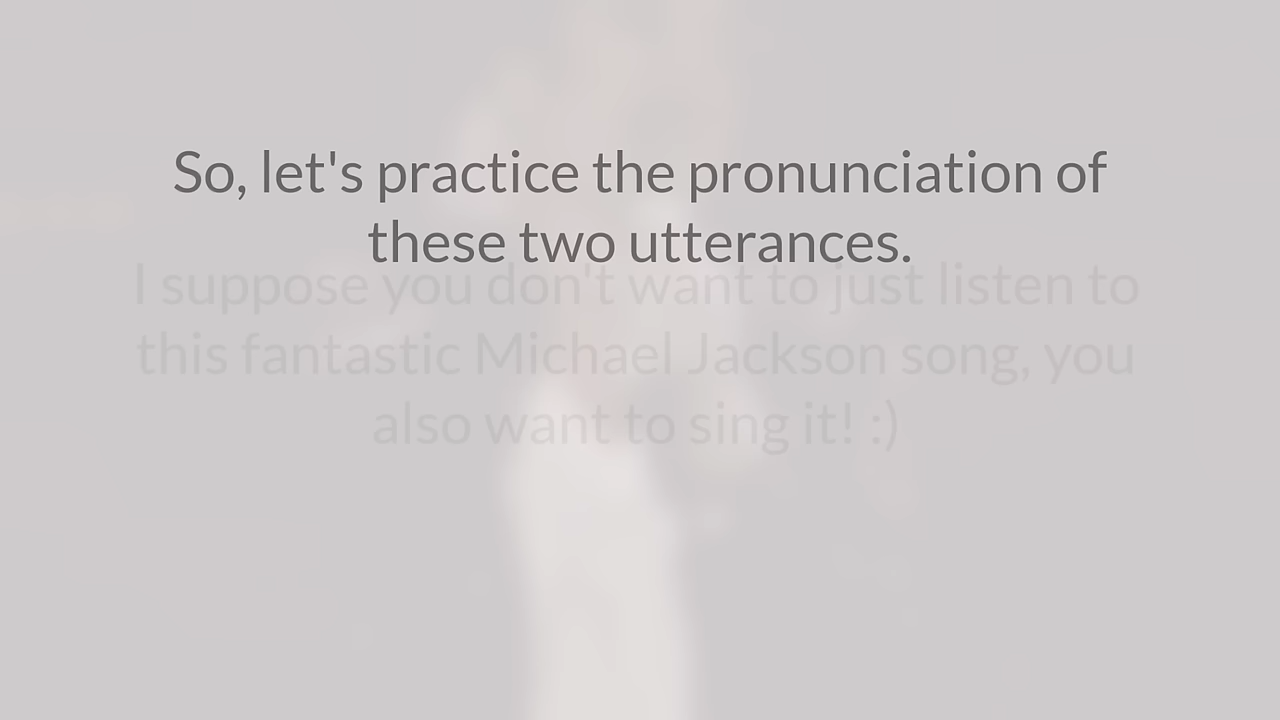 So, let's practice the pronunciation of
these two utterances.
I suppose you don't want to just listen to
this fantastic Michael Jackson song, you
also want to sing it! :)